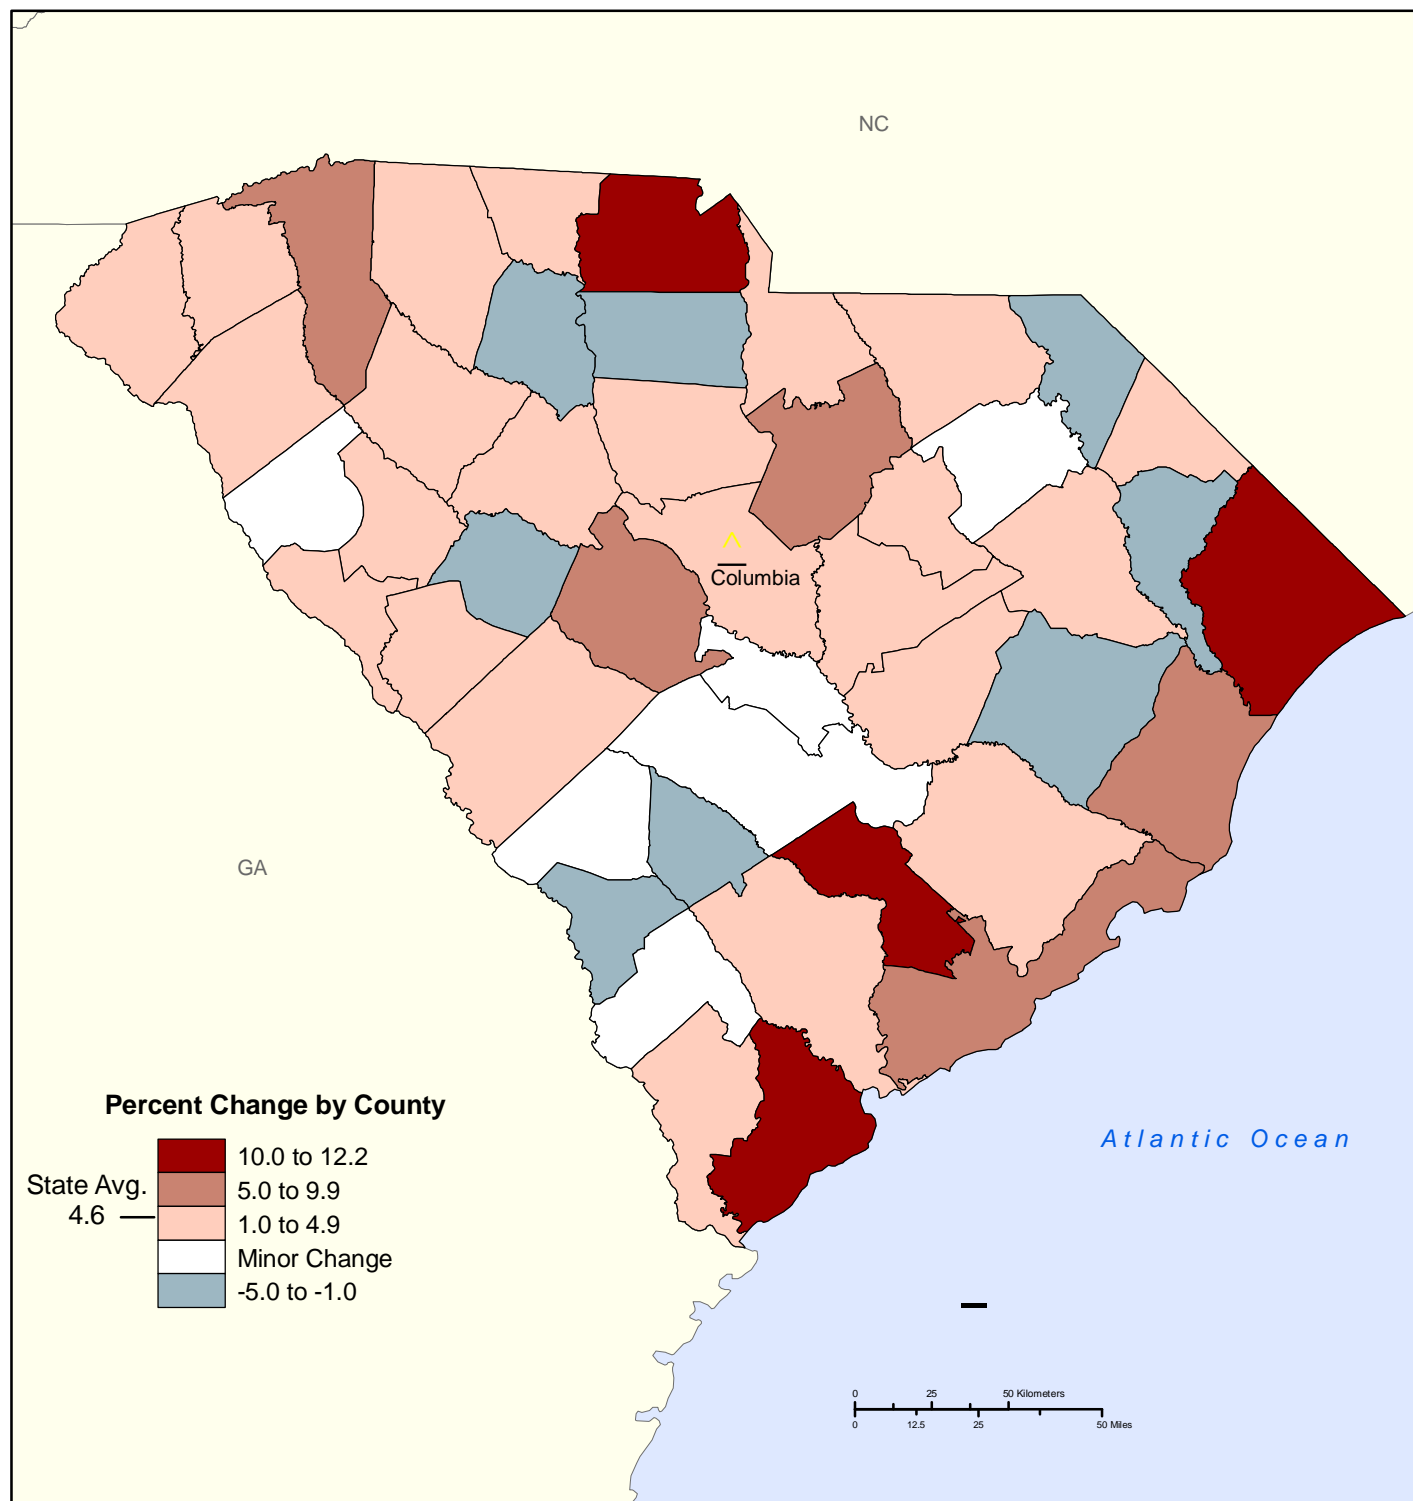 NC
Columbia
GA
Atlantic Ocean
Percent Change by County
10.0 to 12.2
State Avg.
5.0 to 9.9
4.6
1.0 to 4.9
Minor Change
-5.0 to -1.0
0 25 50 Kilometers
0 12.5 25 50 Miles